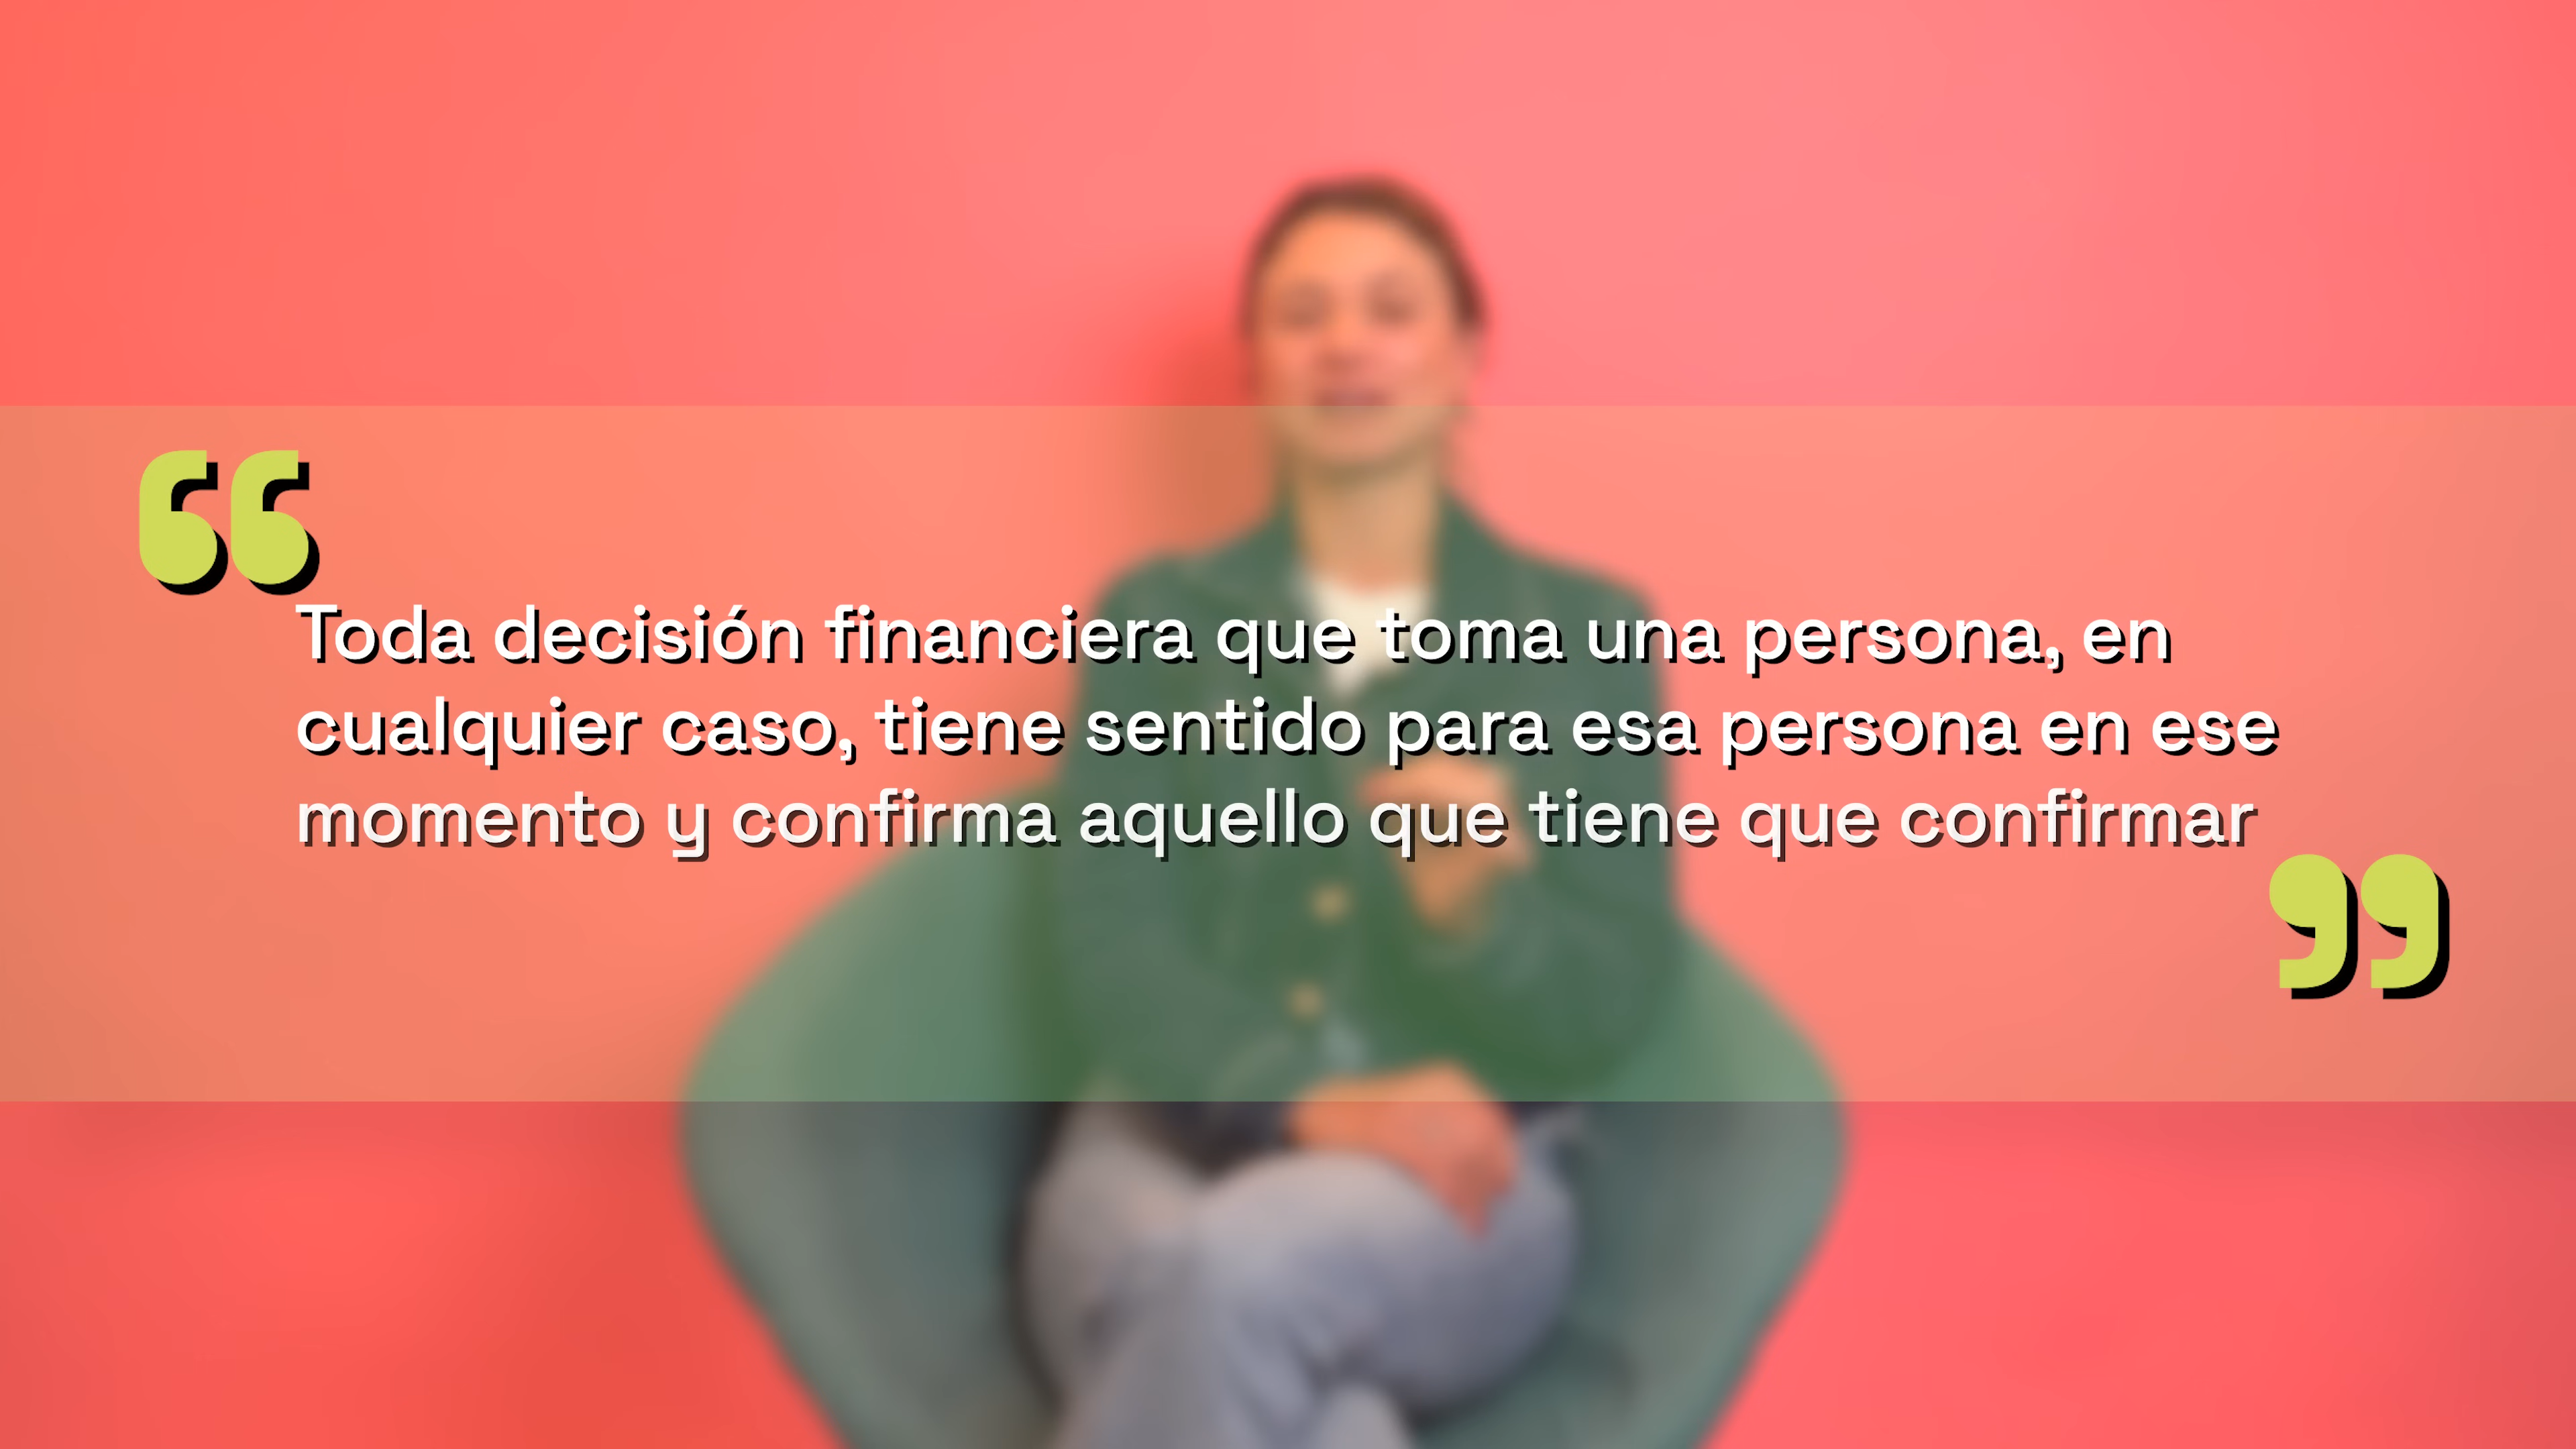 “
Toda decisión financiera que toma una persona, en
cualquier caso, tiene sentido para esa persona en ese
momento y confirma aquello que tiene que confirmar
”